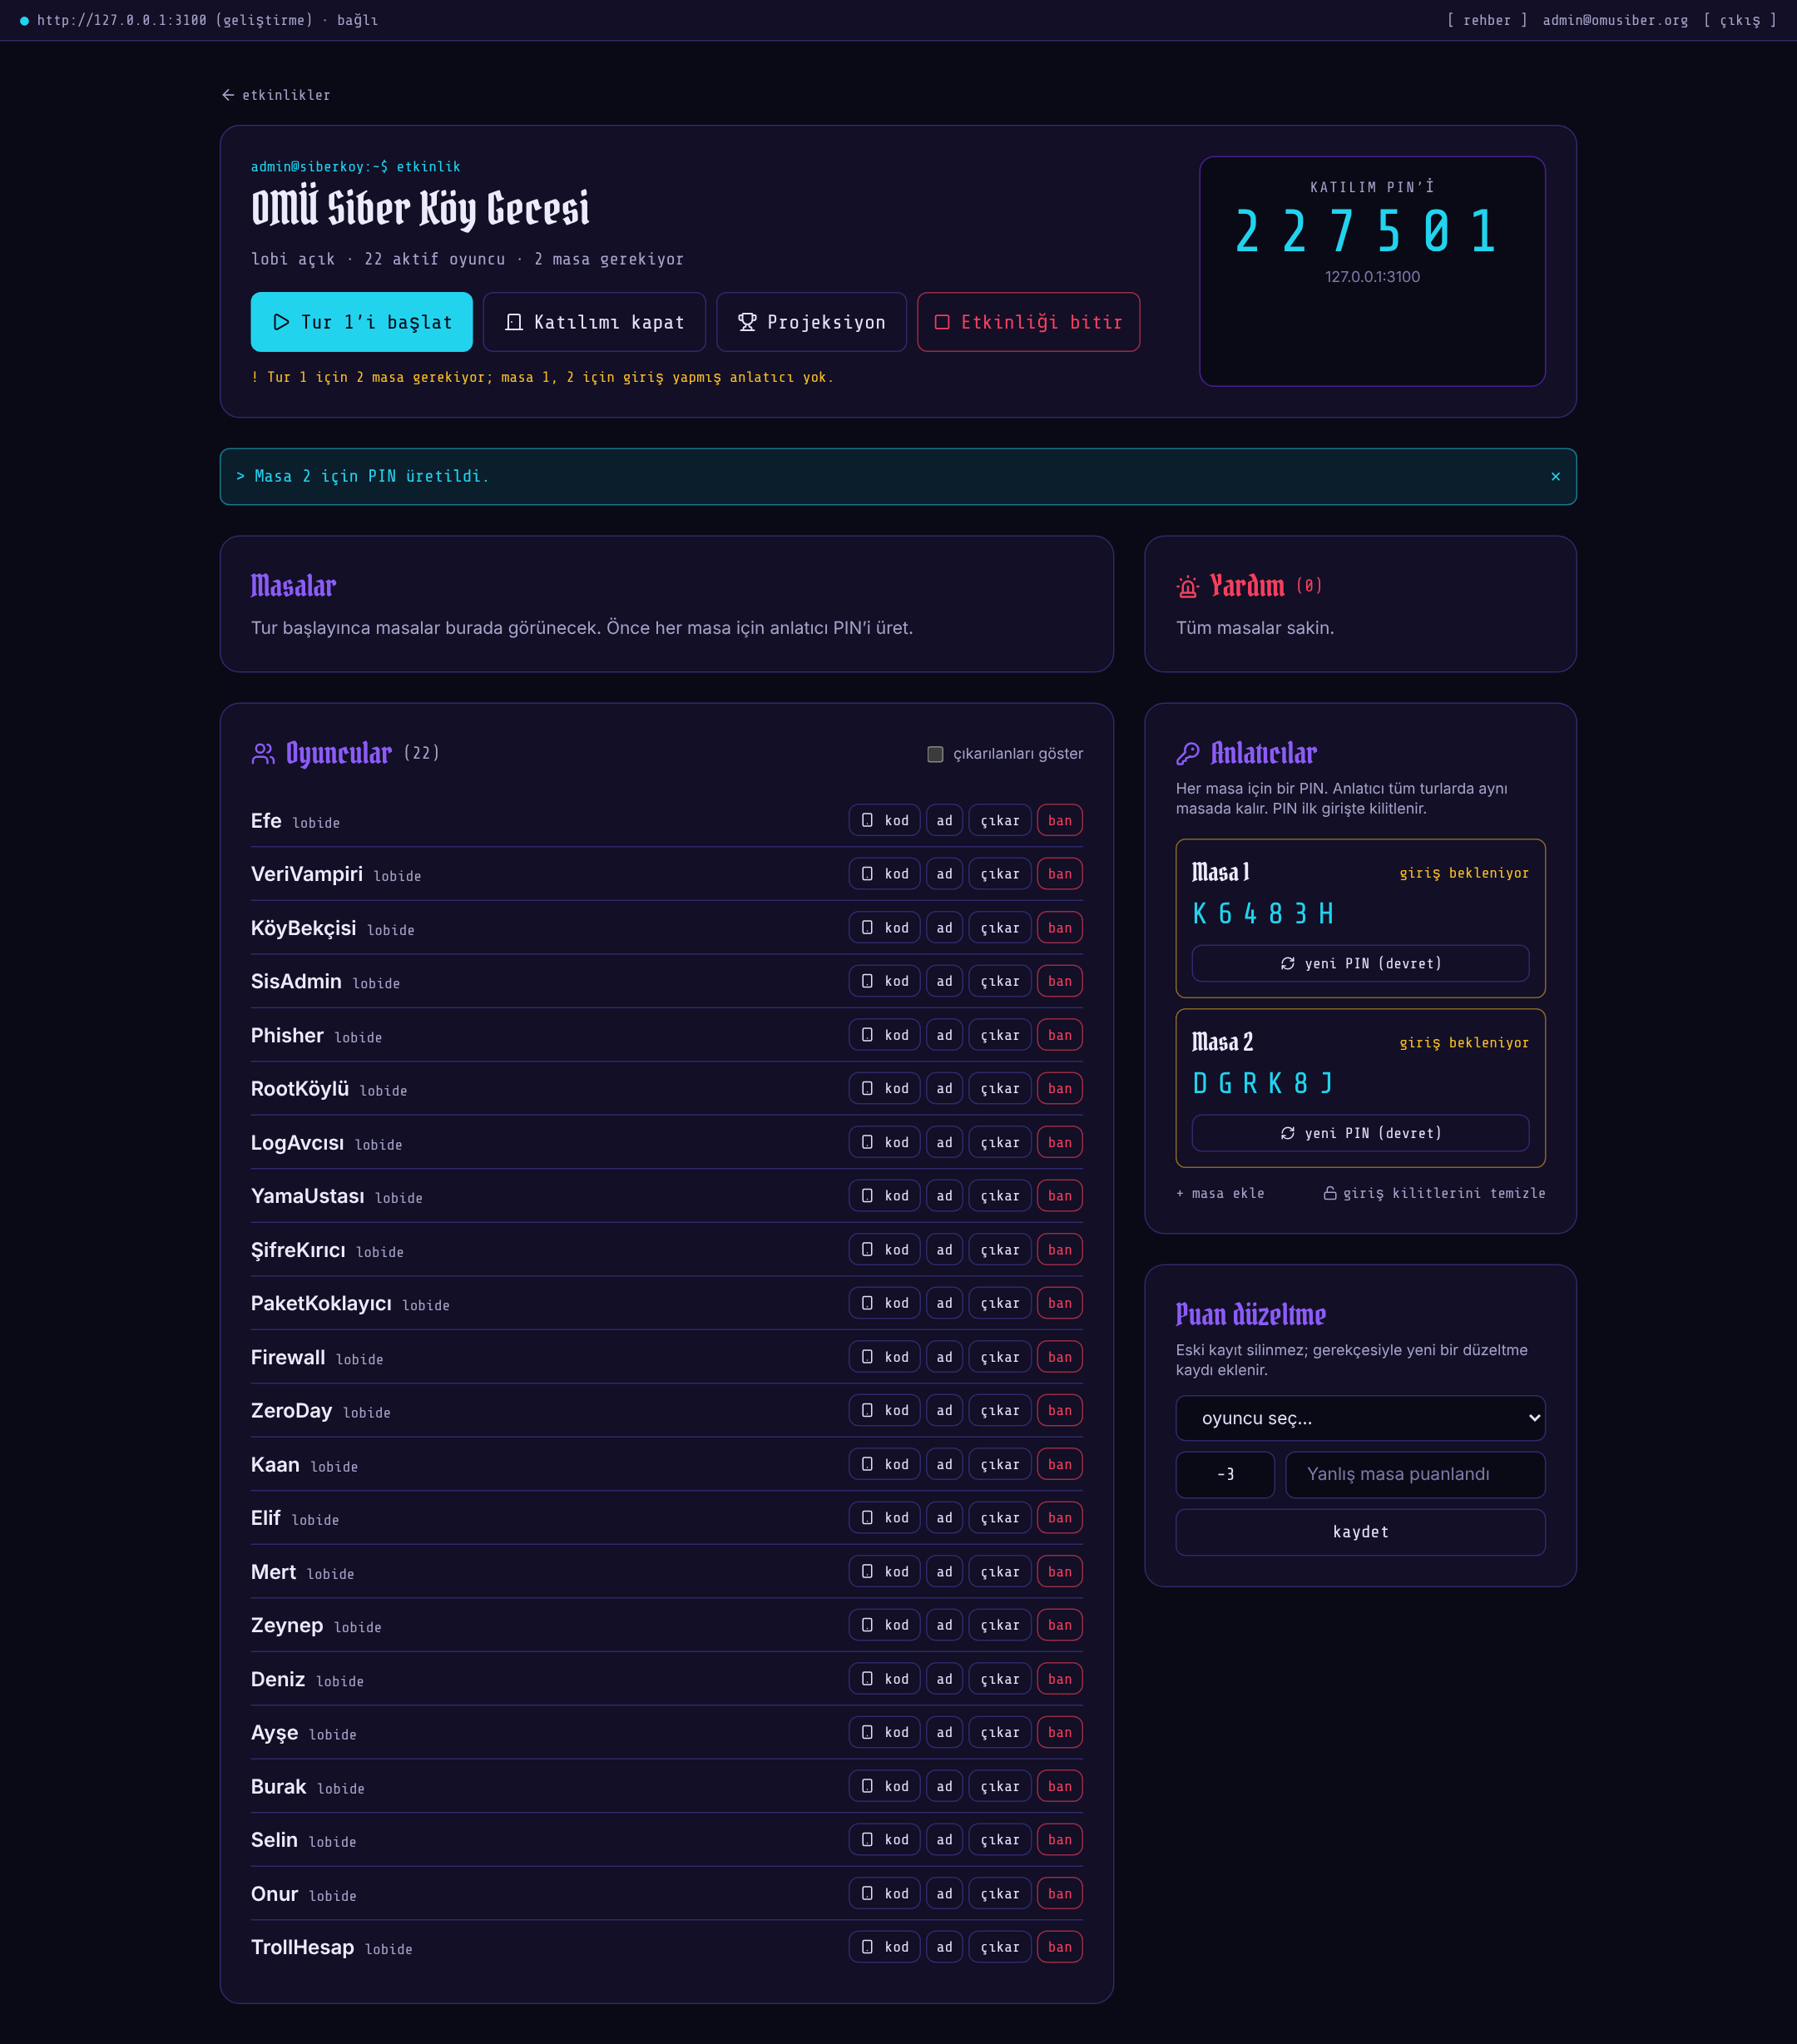 http://127.0.0.1:3100 (geliştirme) · bağlı
[ rehber ] admin@omusiber.org [ çıkış ]
← etkinlikler
admin@siberkoy:~$ etkinlik
OMÜ Siber Köy Gecesi
lobi açık · 22 aktif oyuncu · 2 masa gerekiyor
Tur 1’i başlat
Katılımı kapat
Projeksiyon
Etkinliği bitir
! Tur 1 için 2 masa gerekiyor; masa 1, 2 için giriş yapmış anlatıcı yok.
KATILIM PIN’İ
227501
127.0.0.1:3100
> Masa 2 için PIN üretildi. ×
Masalar
Tur başlayınca masalar burada görünecek. Önce her masa için anlatıcı PIN’i üret.
Yardım (0)
Tüm masalar sakin.
Oyuncular (22) çıkarılanları göster
Efe lobide kod ad çıkar ban
VeriVampiri lobide kod ad çıkar ban
KöyBekçisi lobide kod ad çıkar ban
SisAdmin lobide kod ad çıkar ban
Phisher lobide kod ad çıkar ban
RootKöylü lobide kod ad çıkar ban
LogAvcısı lobide kod ad çıkar ban
YamaUstası lobide kod ad çıkar ban
ŞifreKırıcı lobide kod ad çıkar ban
PaketKoklayıcı lobide kod ad çıkar ban
Firewall lobide kod ad çıkar ban
ZeroDay lobide kod ad çıkar ban
Kaan lobide kod ad çıkar ban
Elif lobide kod ad çıkar ban
Mert lobide kod ad çıkar ban
Zeynep lobide kod ad çıkar ban
Deniz lobide kod ad çıkar ban
Ayşe lobide kod ad çıkar ban
Burak lobide kod ad çıkar ban
Selin lobide kod ad çıkar ban
Onur lobide kod ad çıkar ban
TrollHesap lobide kod ad çıkar ban
Anlatıcılar
Her masa için bir PIN. Anlatıcı tüm turlarda aynı
masada kalır. PIN ilk girişte kilitlenir.
Masa 1 giriş bekleniyor
K6483H
yeni PIN (devret)
Masa 2 giriş bekleniyor
DGRK8J
yeni PIN (devret)
+ masa ekle giriş kilitlerini temizle
Puan düzeltme
Eski kayıt silinmez; gerekçesiyle yeni bir düzeltme
kaydı eklenir.
oyuncu seç...
-3 Yanlış masa puanlandı
kaydet